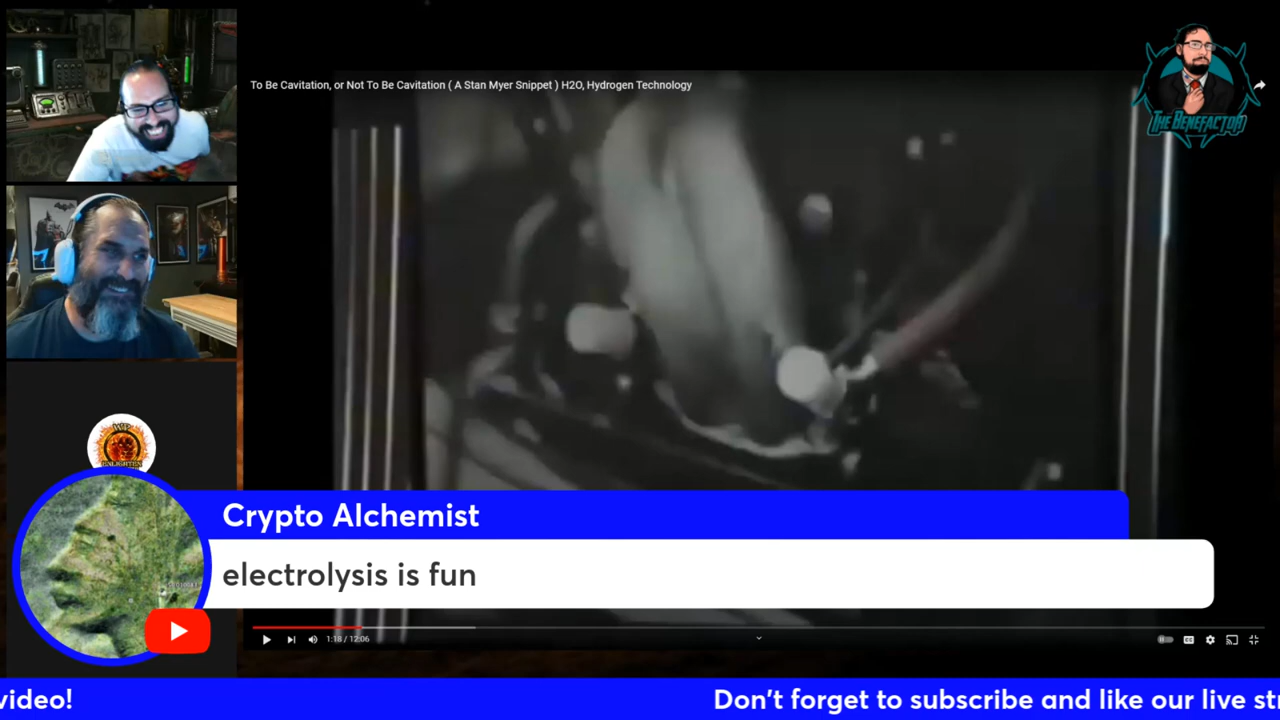 To Be Cavitation, or Not To Be Cavitation ( A Stan Myer Snippet ) H2O, Hydrogen Technology
THE BENEFACTOR
ENLIGHTEN
Crypto Alchemist
electrolysis is fun
1:18 / 12:06
video!
Don't forget to subscribe and like our live str